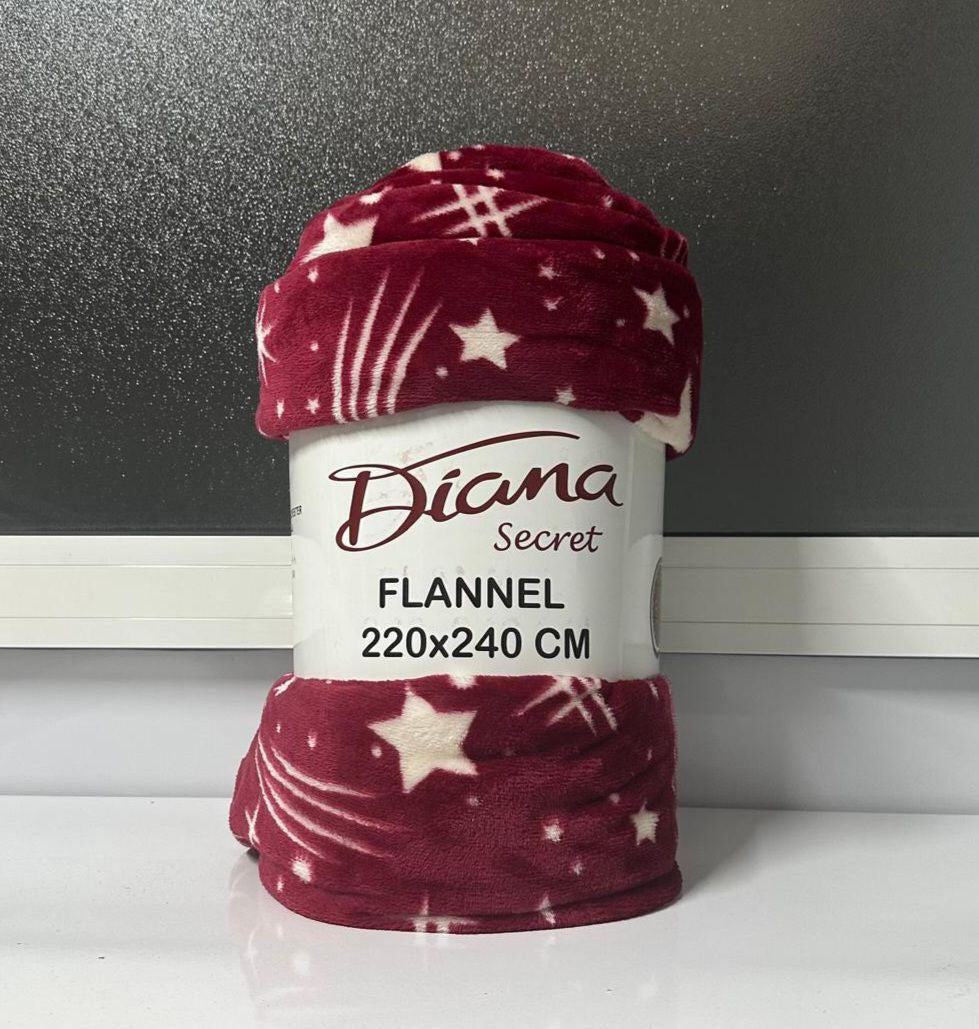 Diana
Secret
FLANNEL
220x240 CM